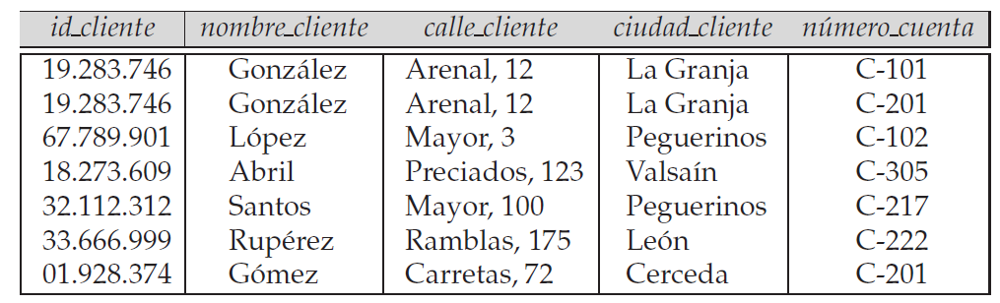 id_cliente nombre_cliente calle_cliente ciudad_cliente número_cuenta
19.283.746 González Arenal, 12 La Granja C-101
19.283.746 González Arenal, 12 La Granja C-201
67.789.901 López Mayor, 3 Peguerinos C-102
18.273.609 Abril Preciados, 123 Valsaín C-305
32.112.312 Santos Mayor, 100 Peguerinos C-217
33.666.999 Rupérez Ramblas, 175 León C-222
01.928.374 Gómez Carretas, 72 Cerceda C-201